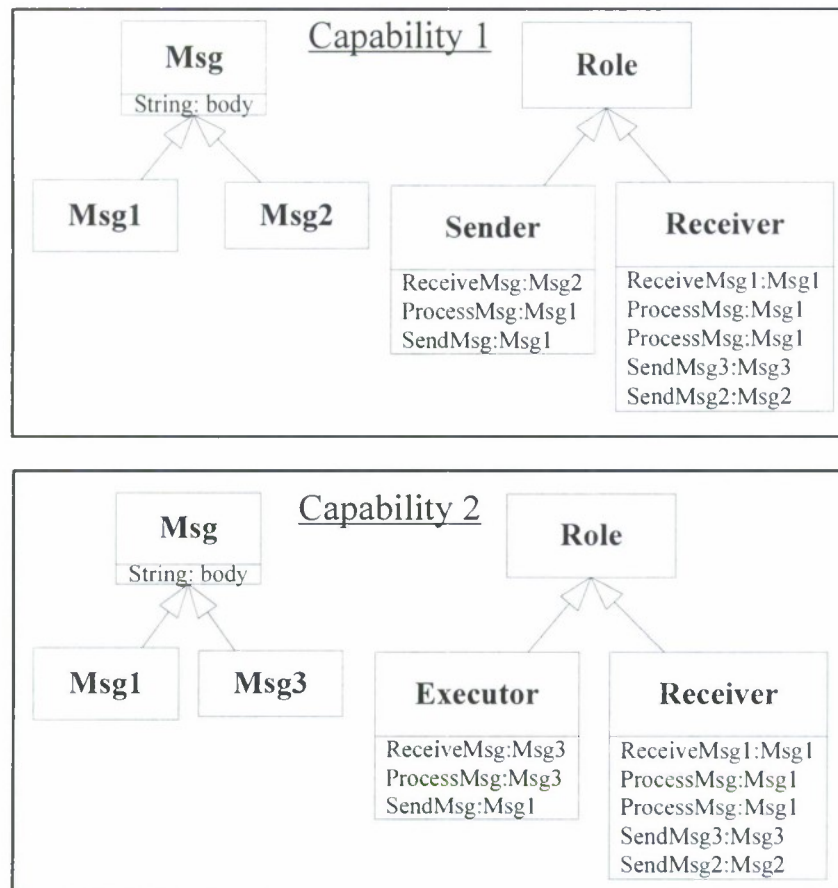 Capability 1
Msg
String: body
Msg1
Msg2
Role
Sender
ReceiveMsg:Msg2
ProcessMsg:Msg1
SendMsg:Msg1
Receiver
ReceiveMsg1:Msg1
ProcessMsg:Msg1
ProcessMsg:Msg1
SendMsg3:Msg3
SendMsg2:Msg2
Capability 2
Msg
String: body
Msg1
Msg3
Role
Executor
ReceiveMsg:Msg3
ProcessMsg:Msg3
SendMsg:Msg1
Receiver
ReceiveMsg1:Msg1
ProcessMsg:Msg1
ProcessMsg:Msg1
SendMsg3:Msg3
SendMsg2:Msg2